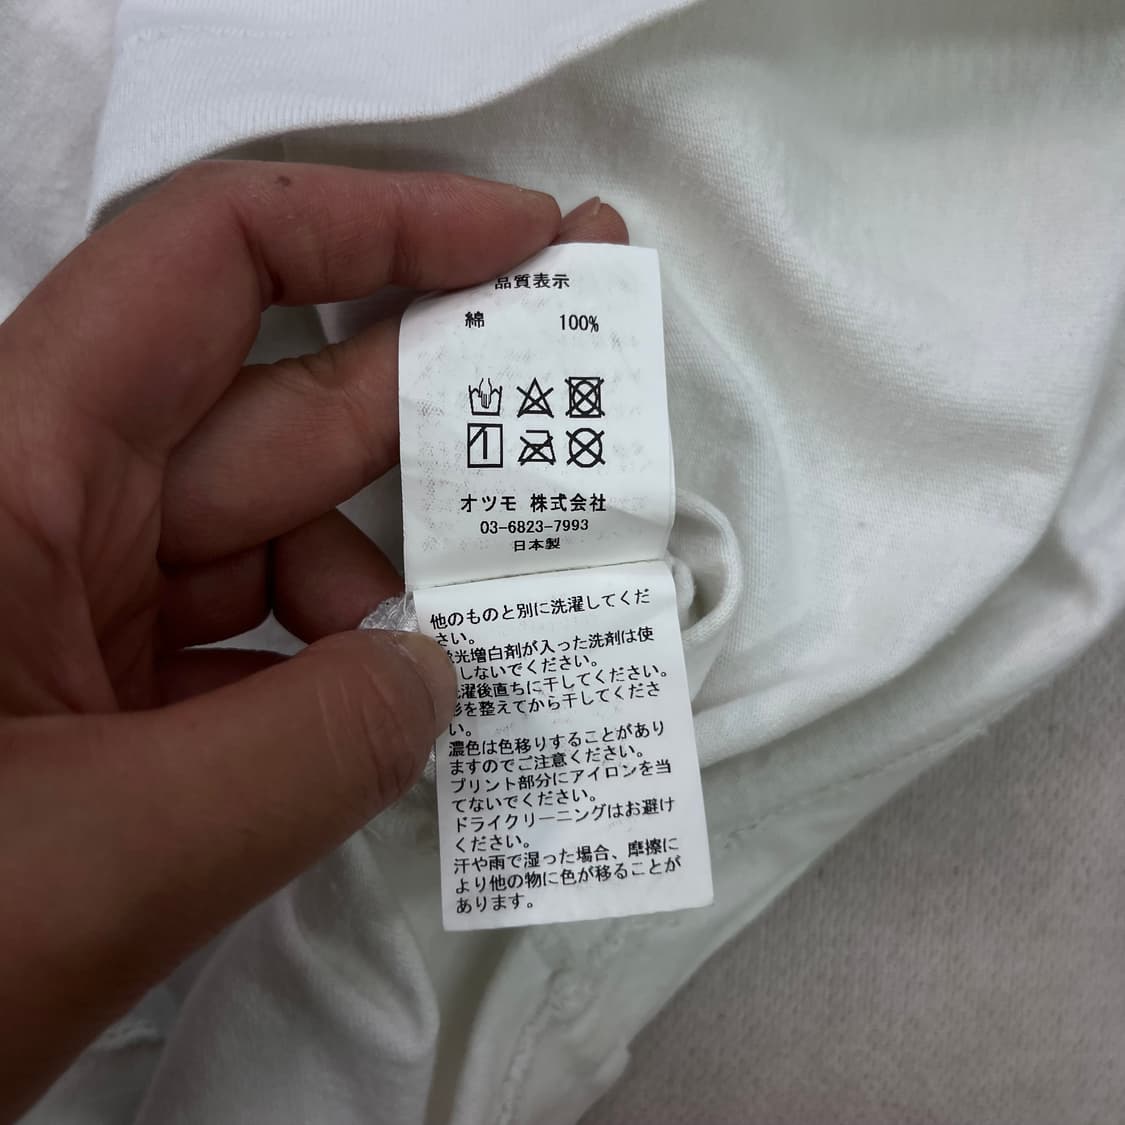 品質表示
綿 100%
オツモ 株式会社
03-6823-7993
日本製
他のものと別に洗濯してくだ
さい。
光増白剤が入った洗剤は使
しないでください。
濯後直ちに干してください。
形を整えてから干してくださ
い。
濃色は色移りすることがあり
ますのでご注意ください。
プリント部分にアイロンを当
てないでください。
ドライクリーニングはお避け
ください。
汗や雨で湿った場合、摩擦に
より他の物に色が移ることが
あります。